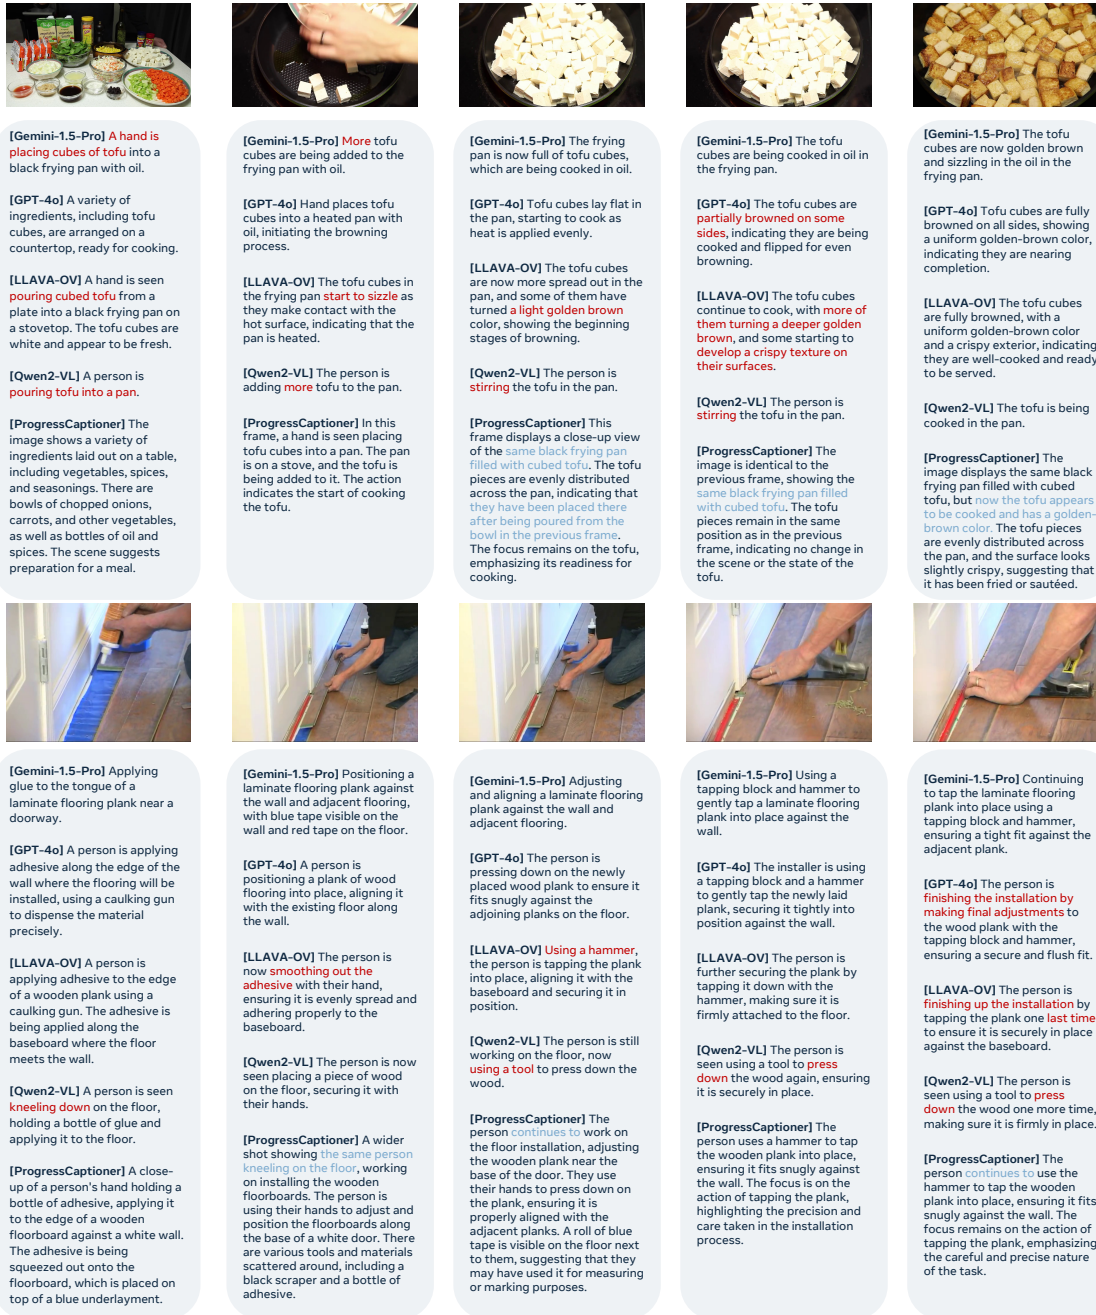 [Gemini-1.5-Pro] A hand is
placing cubes of tofu into a
black frying pan with oil.
[GPT-4o] A variety of
ingredients, including tofu
cubes, are arranged on a
countertop, ready for cooking.
[LLAVA-OV] A hand is seen
pouring cubed tofu from a
plate into a black frying pan on
a stovetop. The tofu cubes are
white and appear to be fresh.
[Qwen2-VL] A person is
pouring tofu into a pan.
[ProgressCaptioner] The
image shows a variety of
ingredients laid out on a table,
including vegetables, spices,
and seasonings. There are
bowls of chopped onions,
carrots, and other vegetables,
as well as bottles of oil and
spices. The scene suggests
preparation for a meal.
[Gemini-1.5-Pro] More tofu
cubes are being added to the
frying pan with oil.
[GPT-4o] Hand places tofu
cubes into a heated pan with
oil, initiating the browning
process.
[LLAVA-OV] The tofu cubes in
the frying pan start to sizzle as
they make contact with the
hot surface, indicating that the
pan is heated.
[Qwen2-VL] The person is
adding more tofu to the pan.
[ProgressCaptioner] In this
frame, a hand is seen placing
tofu cubes into a pan. The pan
is on a stove, and the tofu is
being added to it. The action
indicates the start of cooking
the tofu.
[Gemini-1.5-Pro] The frying
pan is now full of tofu cubes,
which are being cooked in oil.
[GPT-4o] Tofu cubes lay flat in
the pan, starting to cook as
heat is applied evenly.
[LLAVA-OV] The tofu cubes
are now more spread out in the
pan, and some of them have
turned a light golden brown
color, showing the beginning
stages of browning.
[Qwen2-VL] The person is
stirring the tofu in the pan.
[ProgressCaptioner] This
frame displays a close-up view
of the same black frying pan
filled with cubed tofu. The tofu
pieces are evenly distributed
across the pan, indicating that
they have been placed there
after being poured from the
bowl in the previous frame.
The focus remains on the tofu,
emphasizing its readiness for
cooking.
[Gemini-1.5-Pro] The tofu
cubes are being cooked in oil in
the frying pan.
[GPT-4o] The tofu cubes are
partially browned on some
sides, indicating they are being
cooked and flipped for even
browning.
[LLAVA-OV] The tofu cubes
continue to cook, with more of
them turning a deeper golden
brown, and some starting to
develop a crispy texture on
their surfaces.
[Qwen2-VL] The person is
stirring the tofu in the pan.
[ProgressCaptioner] The
image is identical to the
previous frame, showing the
same black frying pan filled
with cubed tofu. The tofu
pieces remain in the same
position as in the previous
frame, indicating no change in
the scene or the state of the
tofu.
[Gemini-1.5-Pro] The tofu
cubes are now golden brown
and sizzling in the oil in the
frying pan.
[GPT-4o] Tofu cubes are fully
browned on all sides, showing
a uniform golden-brown color,
indicating they are nearing
completion.
[LLAVA-OV] The tofu cubes
are fully browned, with a
uniform golden-brown color
and a crispy exterior, indicating
they are well-cooked and ready
to be served.
[Qwen2-VL] The tofu is being
cooked in the pan.
[ProgressCaptioner] The
image displays the same black
frying pan filled with cubed
tofu, but now the tofu appears
to be cooked and has a golden-
brown color. The tofu pieces
are evenly distributed across
the pan, and the surface looks
slightly crispy, suggesting that
it has been fried or sautéed.
[Gemini-1.5-Pro] Applying
glue to the tongue of a
laminate flooring plank near a
doorway.
[GPT-4o] A person is applying
adhesive along the edge of the
wall where the flooring will be
installed, using a caulking gun
to dispense the material
precisely.
[LLAVA-OV] A person is
applying adhesive to the edge
of a wooden plank using a
caulking gun. The adhesive is
being applied along the
baseboard where the floor
meets the wall.
[Qwen2-VL] A person is seen
kneeling down on the floor,
holding a bottle of glue and
applying it to the floor.
[ProgressCaptioner] A close-
up of a person's hand holding a
bottle of adhesive, applying it
to the edge of a wooden
floorboard against a white wall.
The adhesive is being
squeezed out onto the
floorboard, which is placed on
top of a blue underlayment.
[Gemini-1.5-Pro] Positioning a
laminate flooring plank against
the wall and adjacent flooring,
with blue tape visible on the
wall and red tape on the floor.
[GPT-4o] A person is
positioning a plank of wood
flooring into place, aligning it
with the existing floor along
the wall.
[LLAVA-OV] The person is
now smoothing out the
adhesive with their hand,
ensuring it is evenly spread and
adhering properly to the
baseboard.
[Qwen2-VL] The person is now
seen placing a piece of wood
on the floor, securing it with
their hands.
[ProgressCaptioner] A wider
shot showing the same person
kneeling on the floor, working
on installing the wooden
floorboards. The person is
using their hands to adjust and
position the floorboards along
the base of a white door. There
are various tools and materials
scattered around, including a
black scraper and a bottle of
adhesive.
[Gemini-1.5-Pro] Adjusting
and aligning a laminate flooring
plank against the wall and
adjacent flooring.
[GPT-4o] The person is
pressing down on the newly
placed wood plank to ensure it
fits snugly against the
adjoining planks on the floor.
[LLAVA-OV] Using a hammer,
the person is tapping the plank
into place, aligning it with the
baseboard and securing it in
position.
[Qwen2-VL] The person is still
working on the floor, now
using a tool to press down the
wood.
[ProgressCaptioner] The
person continues to work on
the floor installation, adjusting
the wooden plank near the
base of the door. They use
their hands to press down on
the plank, ensuring it is
properly aligned with the
adjacent planks. A roll of blue
tape is visible on the floor next
to them, suggesting that they
may have used it for measuring
or marking purposes.
[Gemini-1.5-Pro] Using a
tapping block and hammer to
gently tap a laminate flooring
plank into place against the
wall.
[GPT-4o] The installer is using
a tapping block and a hammer
to gently tap the newly laid
plank, securing it tightly into
position against the wall.
[LLAVA-OV] The person is
further securing the plank by
tapping it down with the
hammer, making sure it is
firmly attached to the floor.
[Qwen2-VL] The person is
seen using a tool to press
down the wood again, ensuring
it is securely in place.
[ProgressCaptioner] The
person uses a hammer to tap
the wooden plank into place,
ensuring it fits snugly against
the wall. The focus is on the
action of tapping the plank,
highlighting the precision and
care taken in the installation
process.
[Gemini-1.5-Pro] Continuing
to tap the laminate flooring
plank into place using a
tapping block and hammer,
ensuring a tight fit against the
adjacent plank.
[GPT-4o] The person is
finishing the installation by
making final adjustments to
the wood plank with the
tapping block and hammer,
ensuring a secure and flush fit.
[LLAVA-OV] The person is
finishing up the installation by
tapping the plank one last time
to ensure it is securely in place
against the baseboard.
[Qwen2-VL] The person is
seen using a tool to press
down the wood one more time,
making sure it is firmly in place.
[ProgressCaptioner] The
person continues to use the
hammer to tap the wooden
plank into place, ensuring it fits
snugly against the wall. The
focus remains on the action of
tapping the plank, emphasizing
the careful and precise nature
of the task.